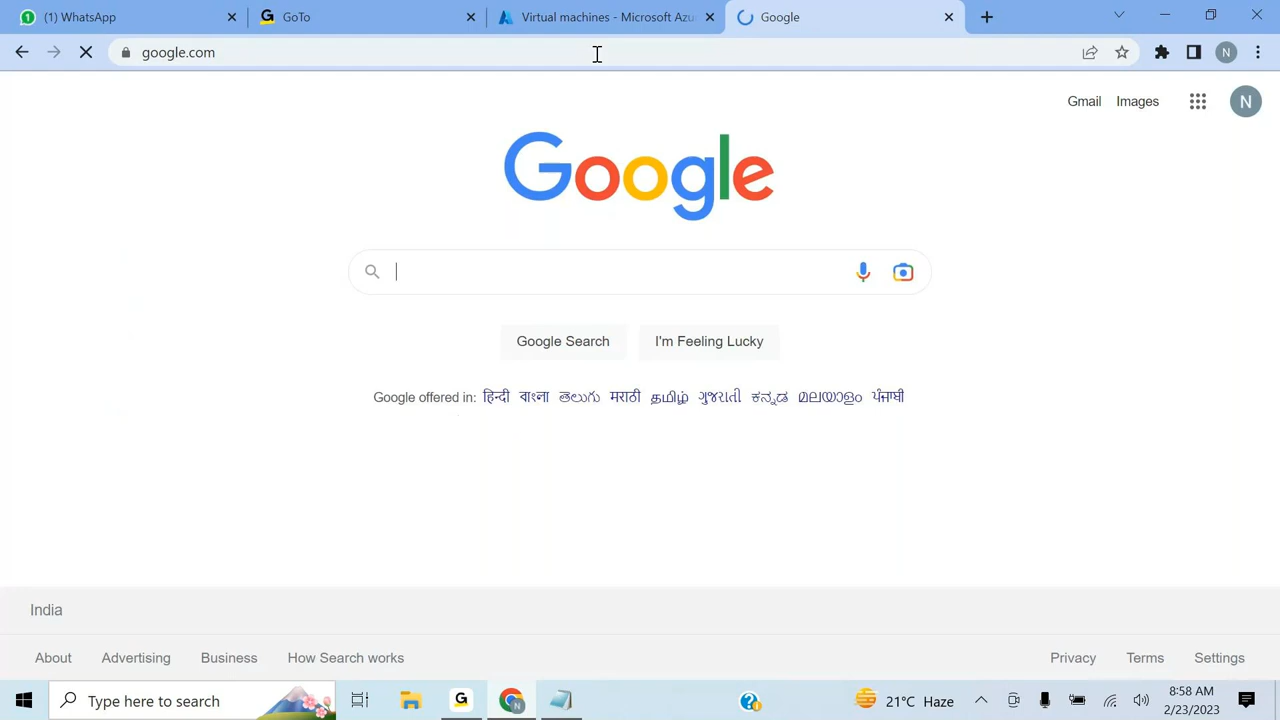 (1) WhatsApp
GoTo
Virtual machines - Microsoft Azu
Google
google.com
N
Gmail
Images
N
Google
Google Search
I'm Feeling Lucky
Google offered in: हिन्दी বাংলা తెలుగు मराठी தமிழ் ગુજરાતી ಕನ್ನಡ മലയാളം ਪੰਜਾਬੀ
India
About
Advertising
Business
How Search works
Privacy
Terms
Settings
Type here to search
21°C Haze
8:58 AM
2/23/2023